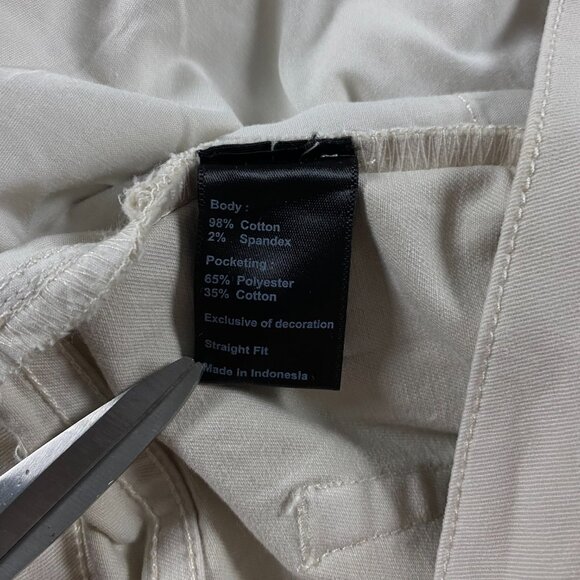 Body :
98% Cotton
2% Spandex
Pocketing :
65% Polyester
35% Cotton
Exclusive of decoration
Straight Fit
Made in Indonesia